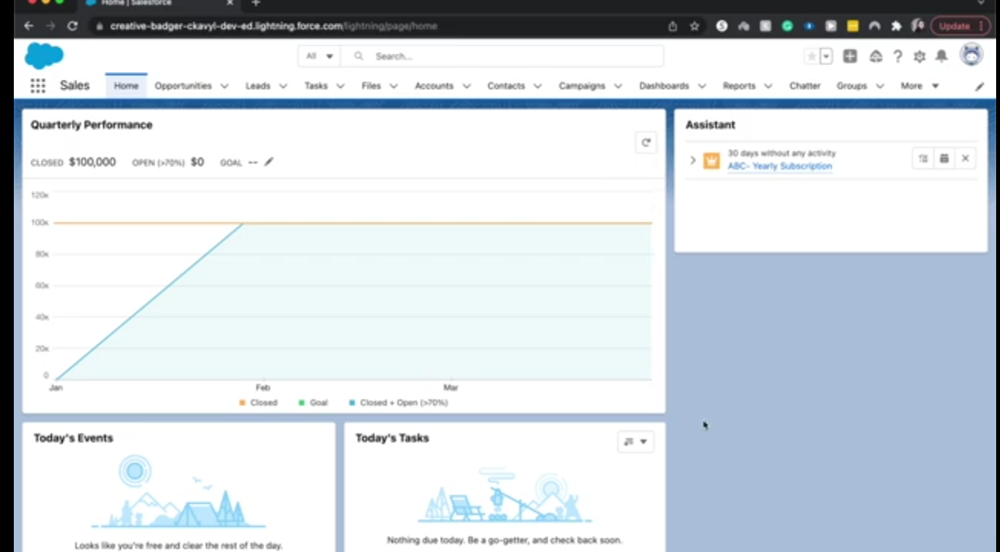 Home | Salesforce
creative-badger-ckavyl-dev-ed.lightning.force.com/lightning/page/home
Update
All
Search...
Sales Home Opportunities Leads Tasks Files Accounts Contacts Campaigns Dashboards Reports Chatter Groups More
Quarterly Performance
CLOSED $100,000 OPEN (>70%) $0 GOAL --
120k
100k
80k
60k
40k
20k
0
Jan Feb Mar
Closed Goal Closed + Open (>70%)
Assistant
30 days without any activity
ABC- Yearly Subscription
Today's Events
Looks like you're free and clear the rest of the day.
Today's Tasks
Nothing due today. Be a go-getter, and check back soon.